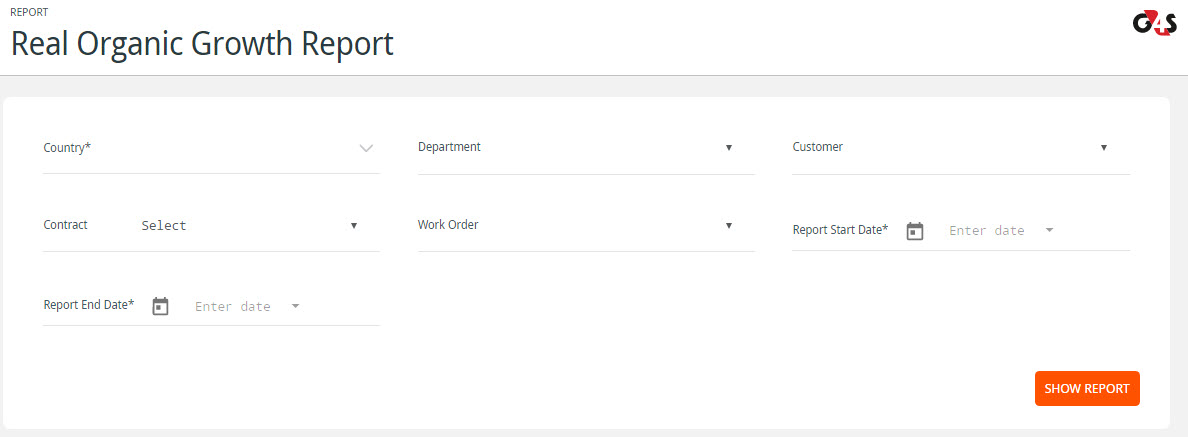 REPORT
Real Organic Growth Report
G4S
Country*
Department
Customer
Contract Select
Work Order
Report Start Date* Enter date
Report End Date* Enter date
SHOW REPORT